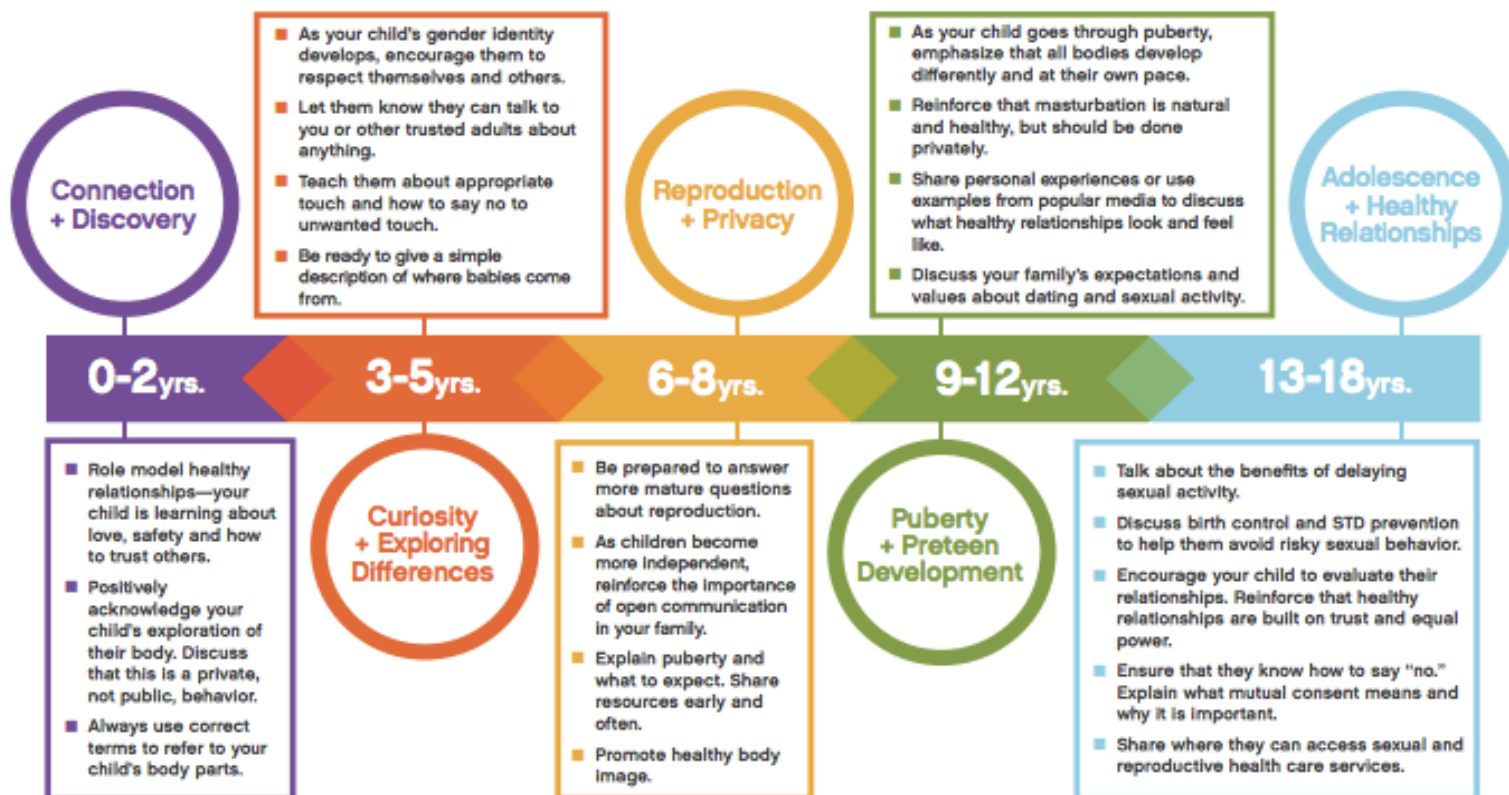 Connection
+ Discovery
0-2yrs.
■ Role model healthy
relationships—your
child is learning about
love, safety and how
to trust others.
■ Positively
acknowledge your
child's exploration of
their body. Discuss
that this is a private,
not public, behavior.
■ Always use correct
terms to refer to your
child's body parts.
■ As your child's gender identity
develops, encourage them to
respect themselves and others.
■ Let them know they can talk to
you or other trusted adults about
anything.
■ Teach them about appropriate
touch and how to say no to
unwanted touch.
■ Be ready to give a simple
description of where babies come
from.
3-5yrs.
Curiosity
+ Exploring
Differences
Reproduction
+ Privacy
6-8yrs.
■ Be prepared to answer
more mature questions
about reproduction.
■ As children become
more independent,
reinforce the importance
of open communication
in your family.
■ Explain puberty and
what to expect. Share
resources early and
often.
■ Promote healthy body
image.
■ As your child goes through puberty,
emphasize that all bodies develop
differently and at their own pace.
■ Reinforce that masturbation is natural
and healthy, but should be done
privately.
■ Share personal experiences or use
examples from popular media to discuss
what healthy relationships look and feel
like.
■ Discuss your family's expectations and
values about dating and sexual activity.
9-12yrs.
Puberty
+ Preteen
Development
Adolescence
+ Healthy
Relationships
13-18yrs.
■ Talk about the benefits of delaying
sexual activity.
■ Discuss birth control and STD prevention
to help them avoid risky sexual behavior.
■ Encourage your child to evaluate their
relationships. Reinforce that healthy
relationships are built on trust and equal
power.
■ Ensure that they know how to say "no."
Explain what mutual consent means and
why it is important.
■ Share where they can access sexual and
reproductive health care services.